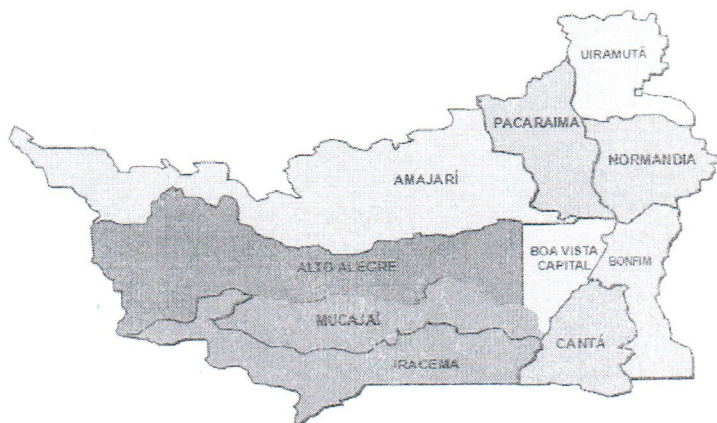 UIRAMUTÃ
PACARAIMA
NORMANDIA
AMAJARÍ
ALTO ALEGRE
BOA VISTA
CAPITAL
BONFIM
MUCAJAÍ
CANTÁ
IRACEMA